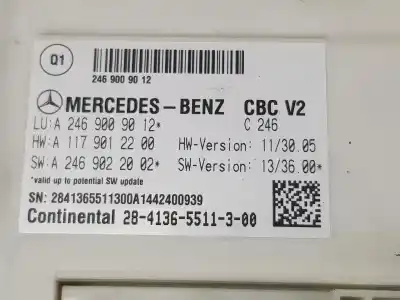 Q1
246 900 90 12
MERCEDES-BENZ CBC V2
LU:A 246 900 90 12* C 246
HW:A 117 901 22 00 HW-Version: 11/30.05
SW:A 246 902 20 02* SW-Version: 13/36.00*
*valid up to potential SW update
SN: 2841365511300A1442400939
Continental 28-4136-5511-3-00